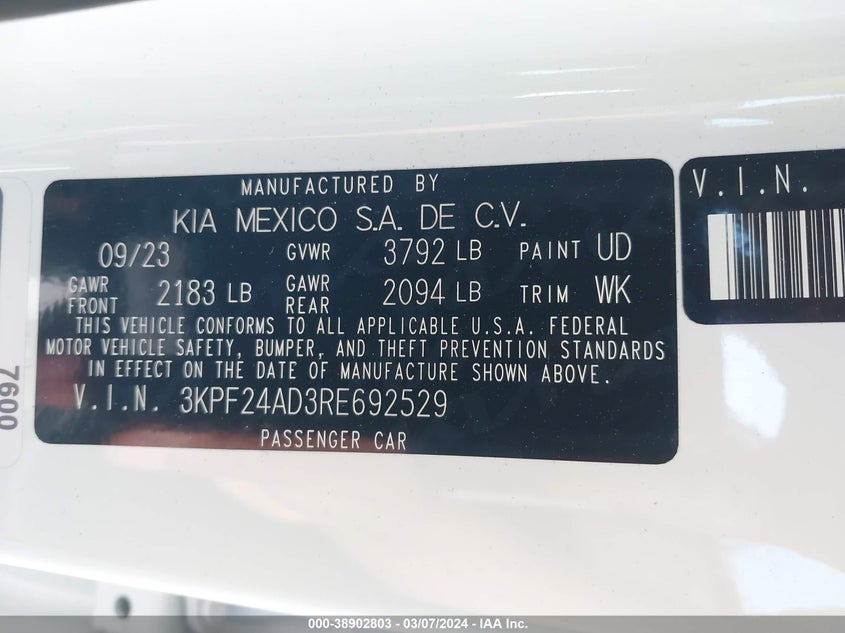 MANUFACTURED BY
KIA MEXICO S.A. DE C.V.
09/23 GVWR 3792 LB PAINT UD
GAWR FRONT 2183 LB GAWR REAR 2094 LB TRIM WK
THIS VEHICLE CONFORMS TO ALL APPLICABLE U.S.A. FEDERAL
MOTOR VEHICLE SAFETY, BUMPER, AND THEFT PREVENTION STANDARDS
IN EFFECT ON THE DATE OF MANUFACTURE SHOWN ABOVE.
V.I.N. 3KPF24AD3RE692529
PASSENGER CAR
V.I.N.
7600
000-38902803 - 03/07/2024 - IAA Inc.